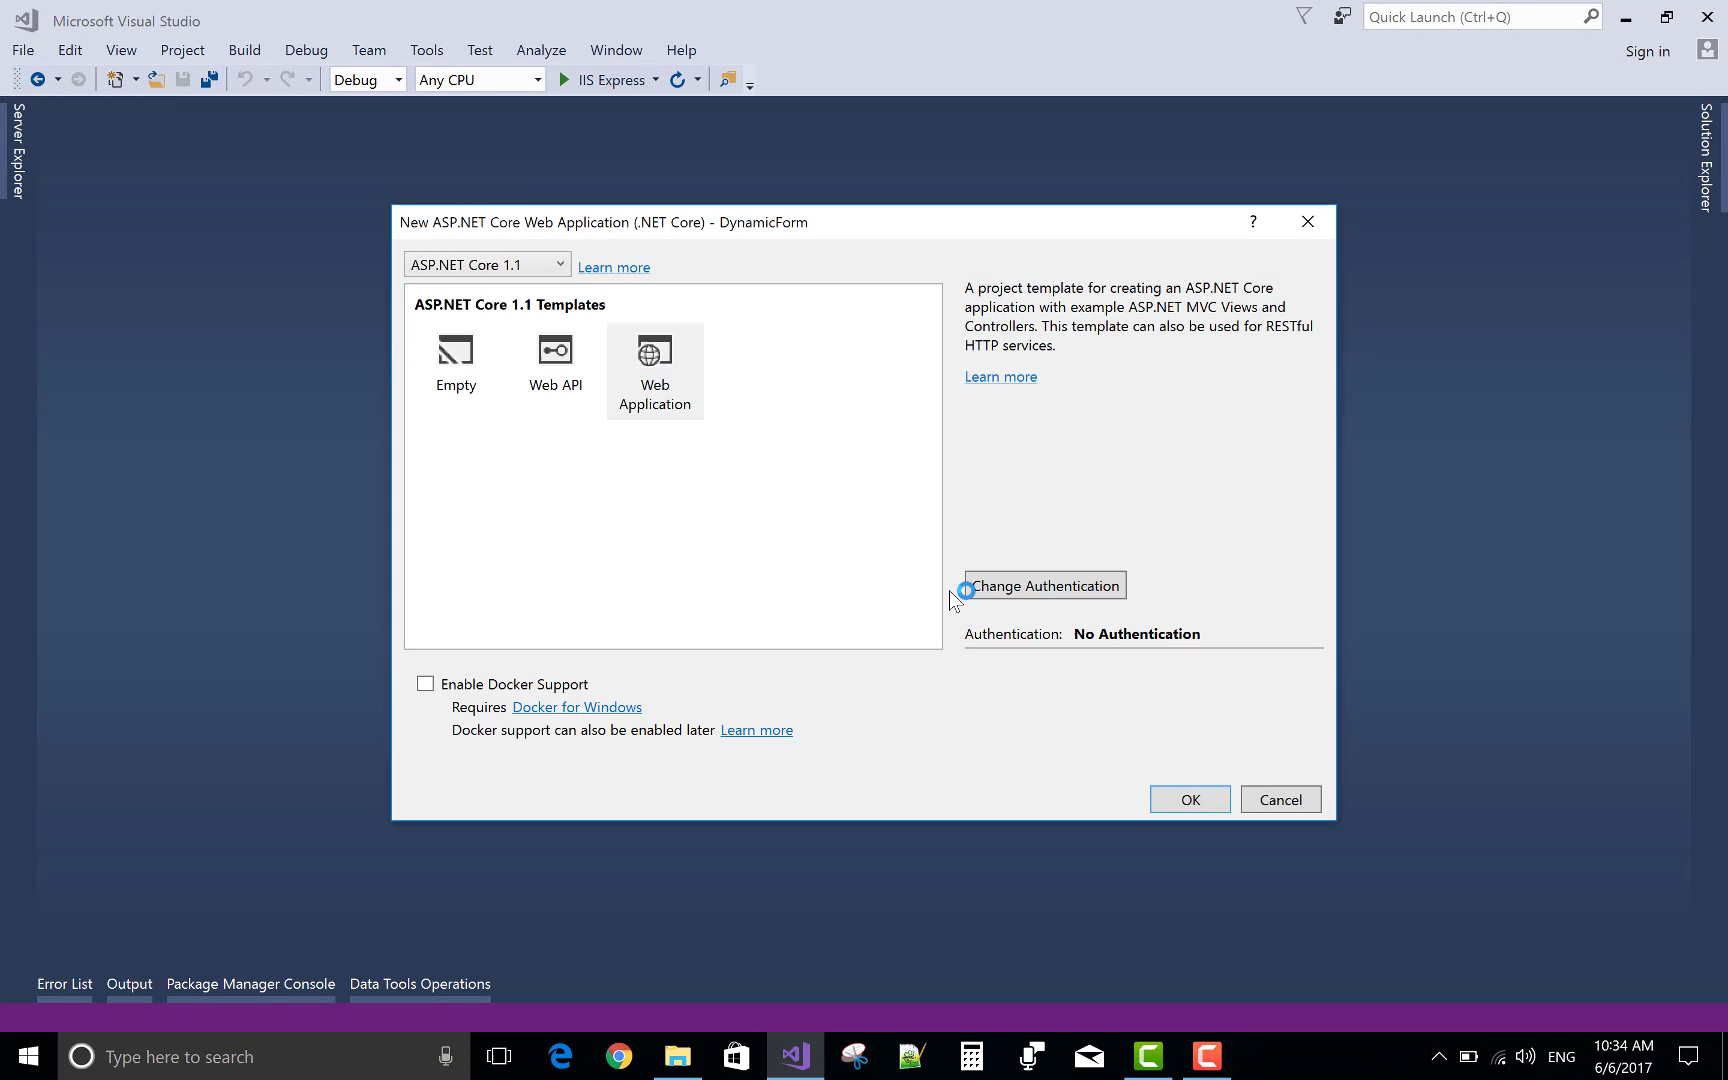 Microsoft Visual Studio
Quick Launch (Ctrl+Q)
File Edit View Project Build Debug Team Tools Test Analyze Window Help
Sign in
Debug Any CPU IIS Express
Server Explorer
Solution Explorer
New ASP.NET Core Web Application (.NET Core) - DynamicForm
?
ASP.NET Core 1.1 Learn more
ASP.NET Core 1.1 Templates
Empty
Web API
Web
Application
A project template for creating an ASP.NET Core
application with example ASP.NET MVC Views and
Controllers. This template can also be used for RESTful
HTTP services.
Learn more
Change Authentication
Authentication: No Authentication
Enable Docker Support
Requires Docker for Windows
Docker support can also be enabled later Learn more
OK Cancel
Error List Output Package Manager Console Data Tools Operations
Type here to search
ENG
10:34 AM
6/6/2017